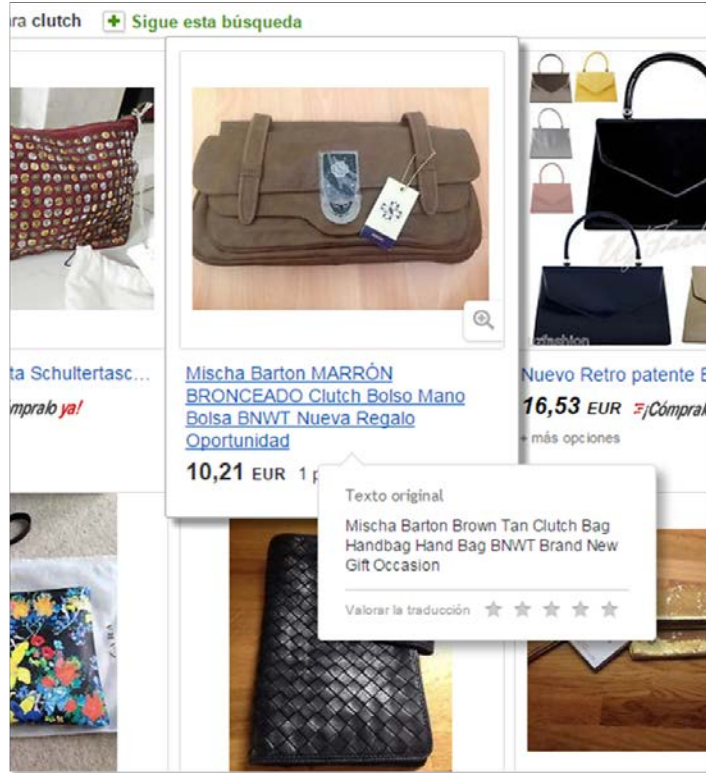 ra clutch + Sigue esta búsqueda
ta Schultertasc...
ómpralo ya!
Mischa Barton MARRÓN
BRONCEADO Clutch Bolso Mano
Bolsa BNWT Nueva Regalo
Oportunidad
10,21 EUR 1 p
uzfashion
Nuevo Retro patente E
16,53 EUR ¡Cómpral
+ más opciones
Texto original
Mischa Barton Brown Tan Clutch Bag
Handbag Hand Bag BNWT Brand New
Gift Occasion
Valorar la traducción
ZARA